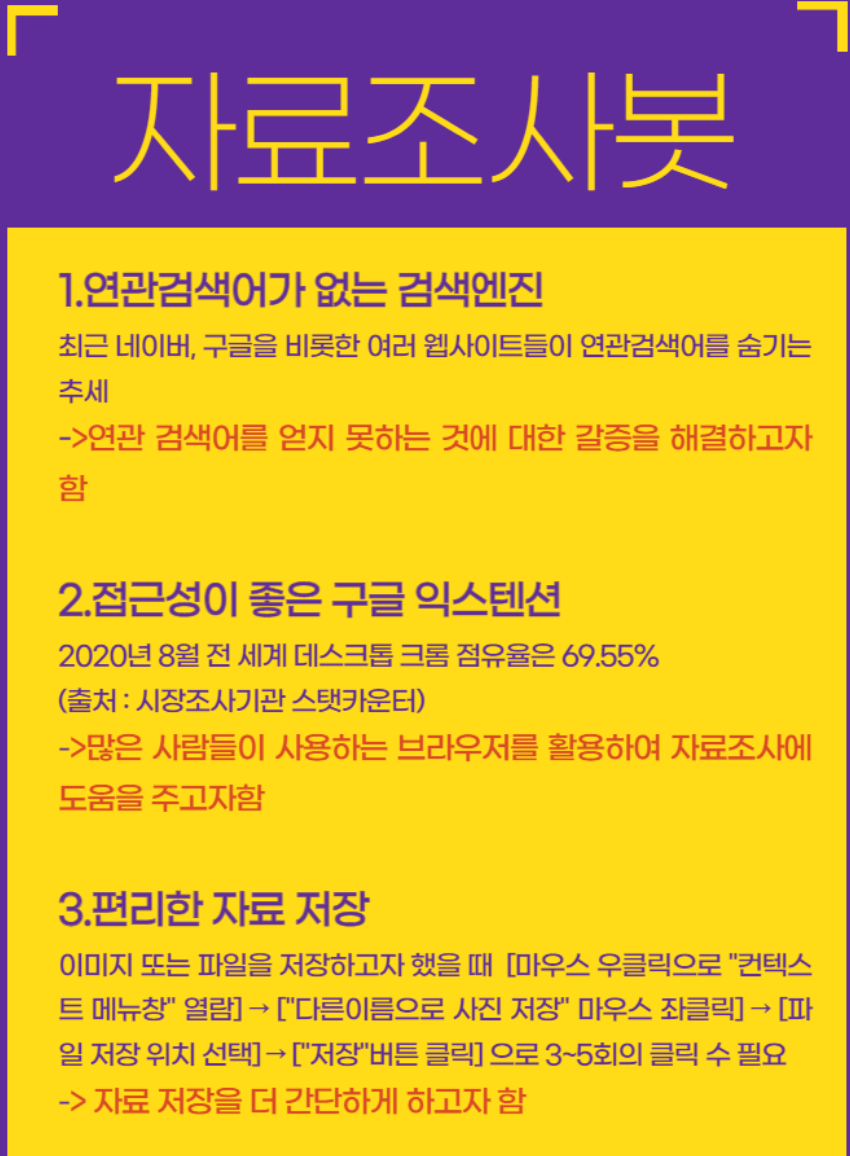 자료조사봇
1.연관검색어가 없는 검색엔진
최근 네이버, 구글을 비롯한 여러 웹사이트들이 연관검색어를 숨기는
추세
->연관 검색어를 얻지 못하는 것에 대한 갈증을 해결하고자
함
2.접근성이 좋은 구글 익스텐션
2020년 8월 전 세계 데스크톱 크롬 점유율은 69.55%
(출처 : 시장조사기관 스탯카운터)
->많은 사람들이 사용하는 브라우저를 활용하여 자료조사에
도움을 주고자함
3.편리한 자료 저장
이미지 또는 파일을 저장하고자 했을 때 [마우스 우클릭으로 "컨텍스
트 메뉴창" 열람] → ["다른이름으로 사진 저장" 마우스 좌클릭] → [파
일 저장 위치 선택] → ["저장"버튼 클릭] 으로 3~5회의 클릭 수 필요
-> 자료 저장을 더 간단하게 하고자 함